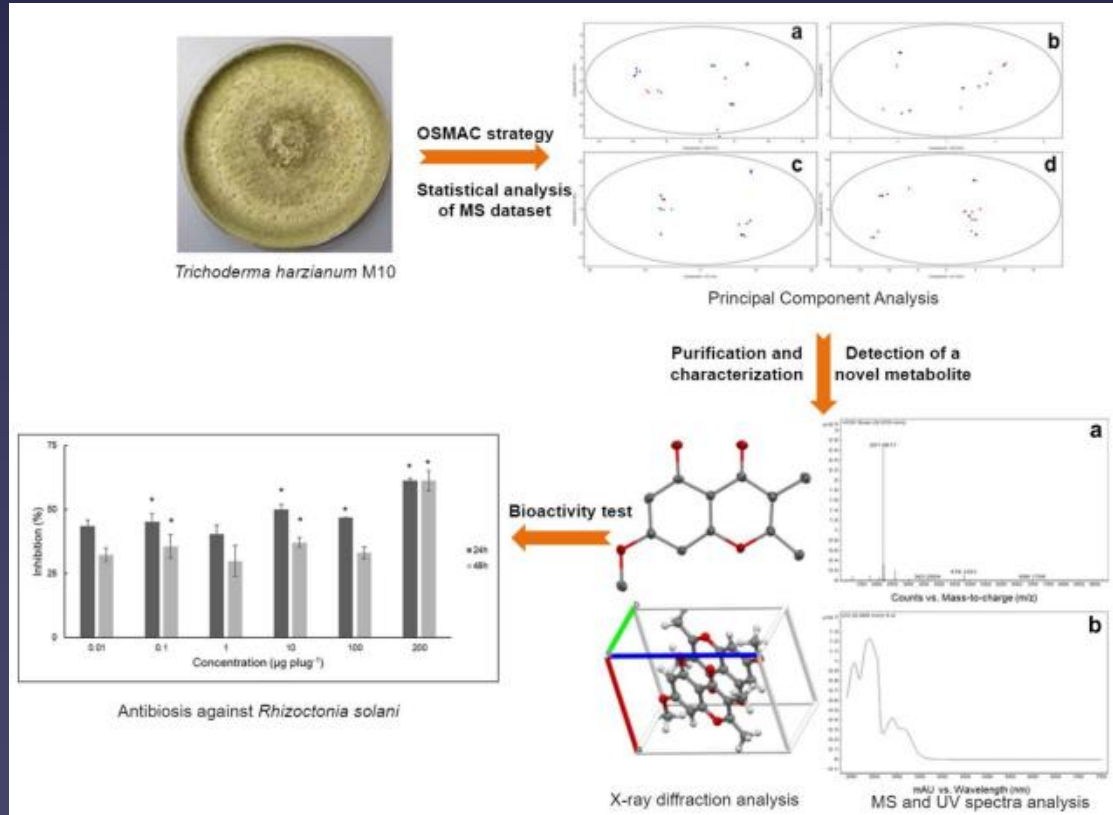 a
b
c
d
OSMAC strategy
Statistical analysis
of MS dataset
Trichoderma harzianum M10
Principal Component Analysis
Purification and
characterization
Detection of a
novel metabolite
75
50
25
0
Inhibition (%)
* * * * * * *
24h
48h
0.01 0.1 1 10 100 200
Concentration (µg plug⁻¹)
Antibiosis against Rhizoctonia solani
Bioactivity test
a
Counts vs. Mass-to-charge (m/z)
b
mAU vs. Wavelength (nm)
X-ray diffraction analysis
MS and UV spectra analysis